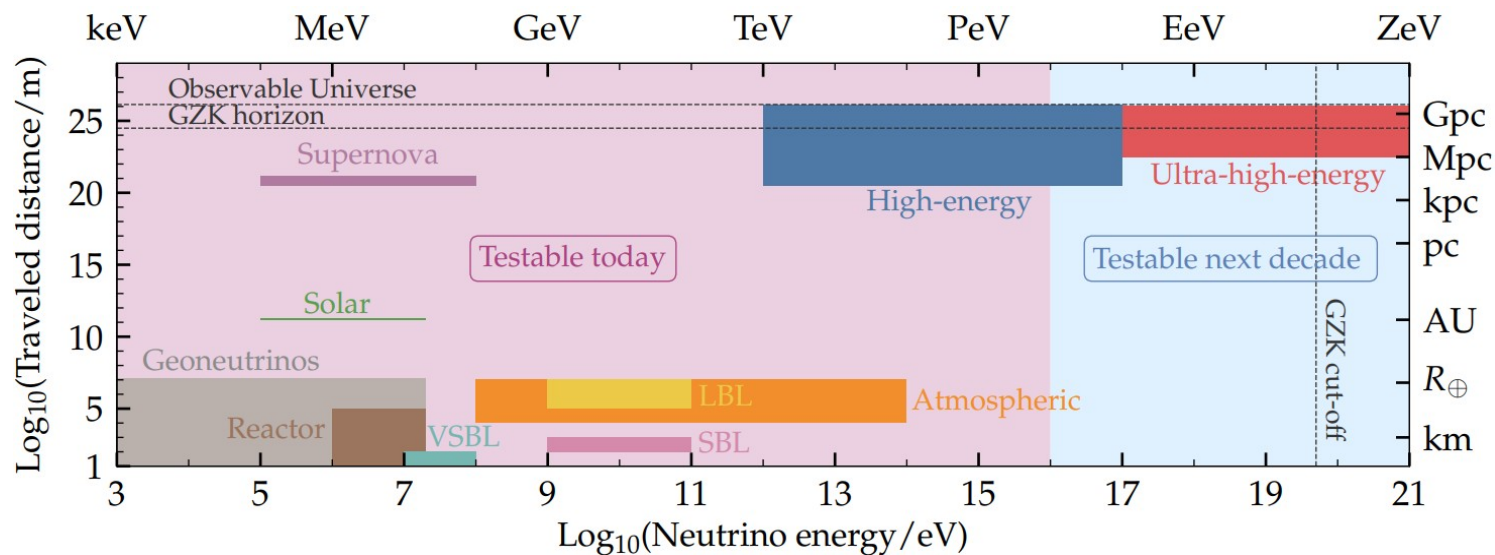 keV MeV GeV TeV PeV EeV ZeV
Observable Universe
GZK horizon
25
Gpc
Supernova
Mpc
Ultra-high-energy
20
High-energy
kpc
Testable today
Testable next decade
pc
15
Solar
AU
10
Geoneutrinos
GZK cut-off
R⊕
LBL
Atmospheric
5
Reactor
VSBL
SBL
km
1
Log10(Traveled distance/m)
3 5 7 9 11 13 15 17 19 21
Log10(Neutrino energy/eV)